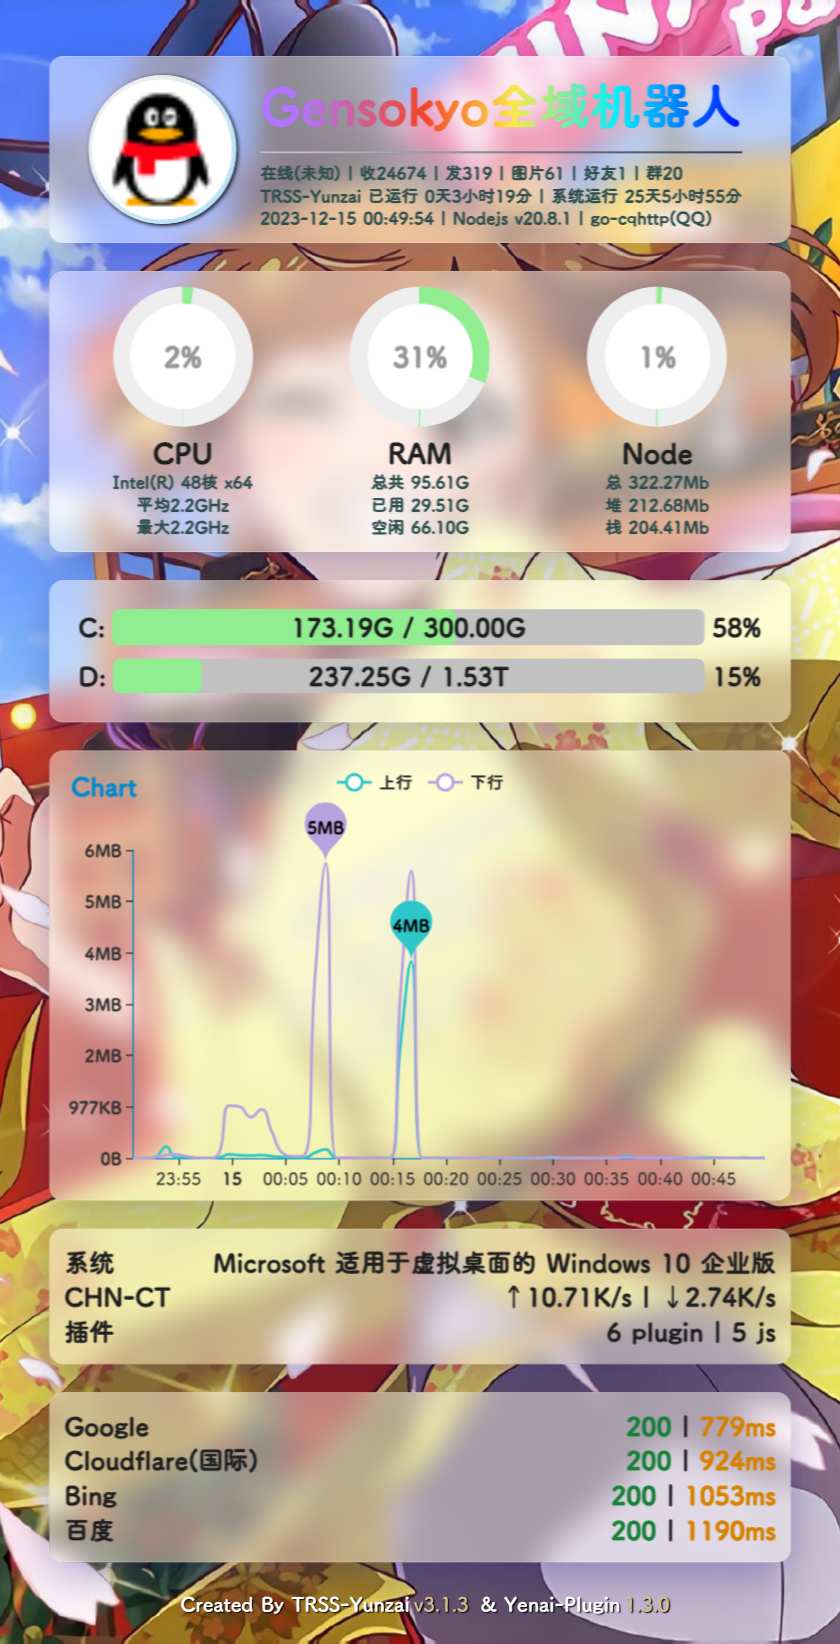 Gensokyo全域机器人
在线(未知) | 收24674 | 发319 | 图片61 | 好友1 | 群20
TRSS-Yunzai 已运行 0天3小时19分 | 系统运行 25天5小时55分
2023-12-15 00:49:54 | Nodejs v20.8.1 | go-cqhttp(QQ)
2% 31% 1%
CPU RAM Node
Intel(R) 48核 x64 总共 95.61G 总 322.27Mb
平均2.2GHz 已用 29.51G 堆 212.68Mb
最大2.2GHz 空闲 66.10G 栈 204.41Mb
C: 173.19G / 300.00G 58%
D: 237.25G / 1.53T 15%
Chart 上行 下行
5MB
6MB
5MB
4MB
4MB
3MB
2MB
977KB
0B
23:55 15 00:05 00:10 00:15 00:20 00:25 00:30 00:35 00:40 00:45
系统 Microsoft 适用于虚拟桌面的 Windows 10 企业版
CHN-CT ↑10.71K/s | ↓2.74K/s
插件 6 plugin | 5 js
Google 200 | 779ms
Cloudflare(国际) 200 | 924ms
Bing 200 | 1053ms
百度 200 | 1190ms
Created By TRSS-Yunzai v3.1.3 & Yenai-Plugin 1.3.0